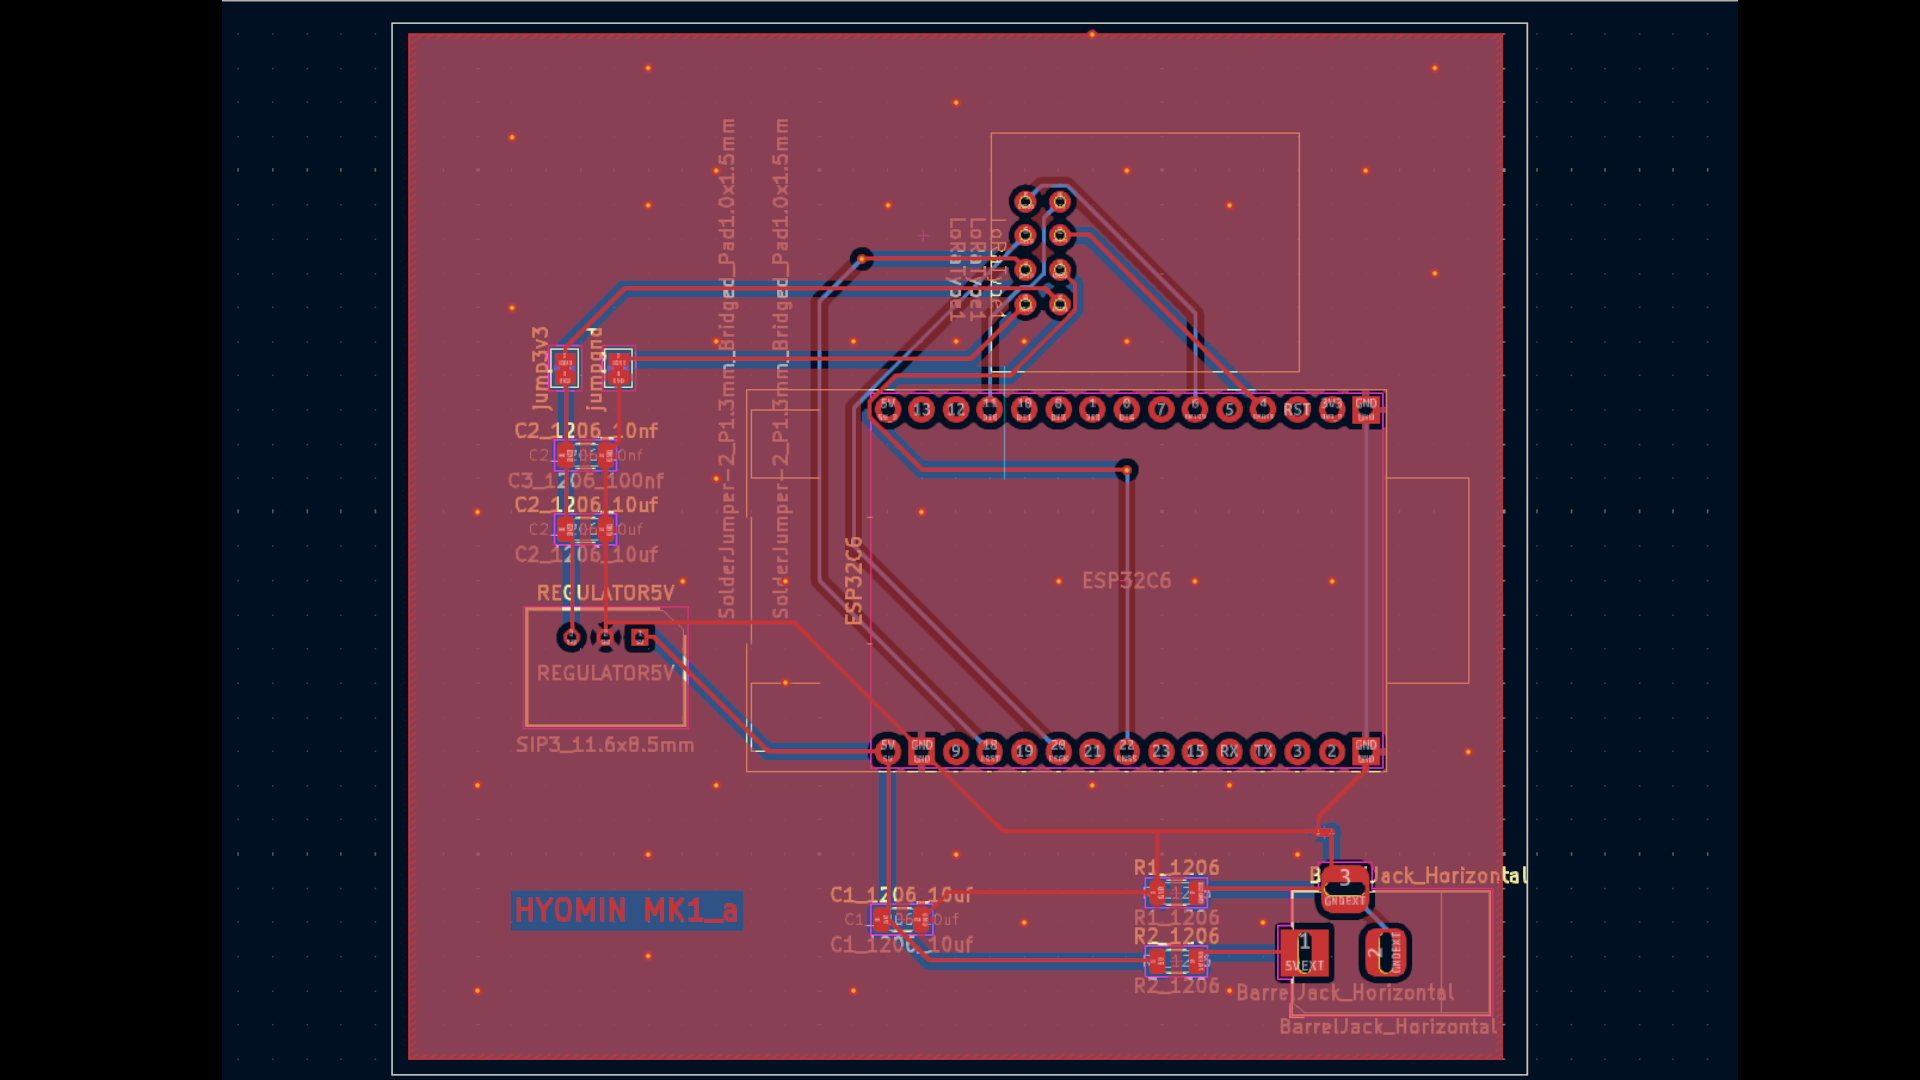 SolderJumper-2_P1.3mm_Bridged_Pad1.0x1.5mm
SolderJumper-2_P1.3mm_Bridged_Pad1.0x1.5mm
LoRaType1
LoRaType1
LoRaType1
jump3v3
jumpgnd
5V 13 12 11 10 8 1 0 7 6 5 4 RST 3V3 GND
C2_1206_10nf
C2_1206_10nf
C3_1206_100nf
C2_1206_10uf
C2_1206_10uf
C2_1206_10uf
ESP32C6
ESP32C6
REGULATOR5V
REGULATOR5V
SIP3_11.6x8.5mm
5V GND 9 18 19 20 21 22 23 15 RX TX 3 2 GND
HYOMIN MK1_a
C1_1206_10uf
C1_1206_10uf
C1_1206_10uf
R1_1206
R1_1206
R2_1206
R2_1206
BarrelJack_Horizontal
3
GNDEXT
1
5VEXT
2
GNDEXT
BarrelJack_Horizontal
BarrelJack_Horizontal